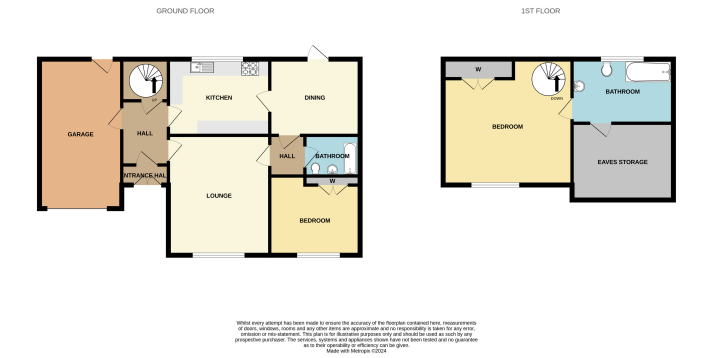 GROUND FLOOR
1ST FLOOR
W
UP
KITCHEN
DINING
GARAGE
HALL
ENTRANCE HALL
LOUNGE
HALL
BATHROOM
W
BEDROOM
DOWN
BEDROOM
BATHROOM
EAVES STORAGE
Whilst every attempt has been made to ensure the accuracy of the floorplan contained here, measurements
of doors, windows, rooms and any other items are approximate and no responsibility is taken for any error,
omission or mis-statement. This plan is for illustrative purposes only and should be used as such by any
prospective purchaser. The services, systems and appliances shown have not been tested and no guarantee
as to their operability or efficiency can be given.
Made with Metropix ©2024